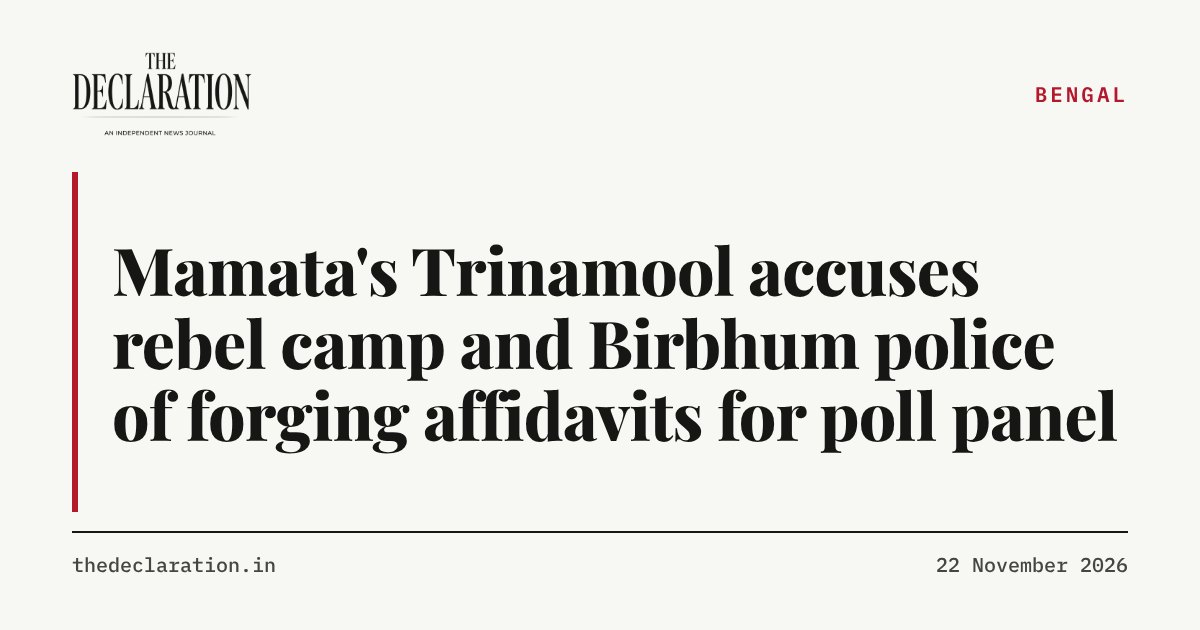 THE
DECLARATION
AN INDEPENDENT NEWS JOURNAL
BENGAL
Mamata's Trinamool accuses
rebel camp and Birbhum police
of forging affidavits for poll panel
thedeclaration.in
22 November 2026